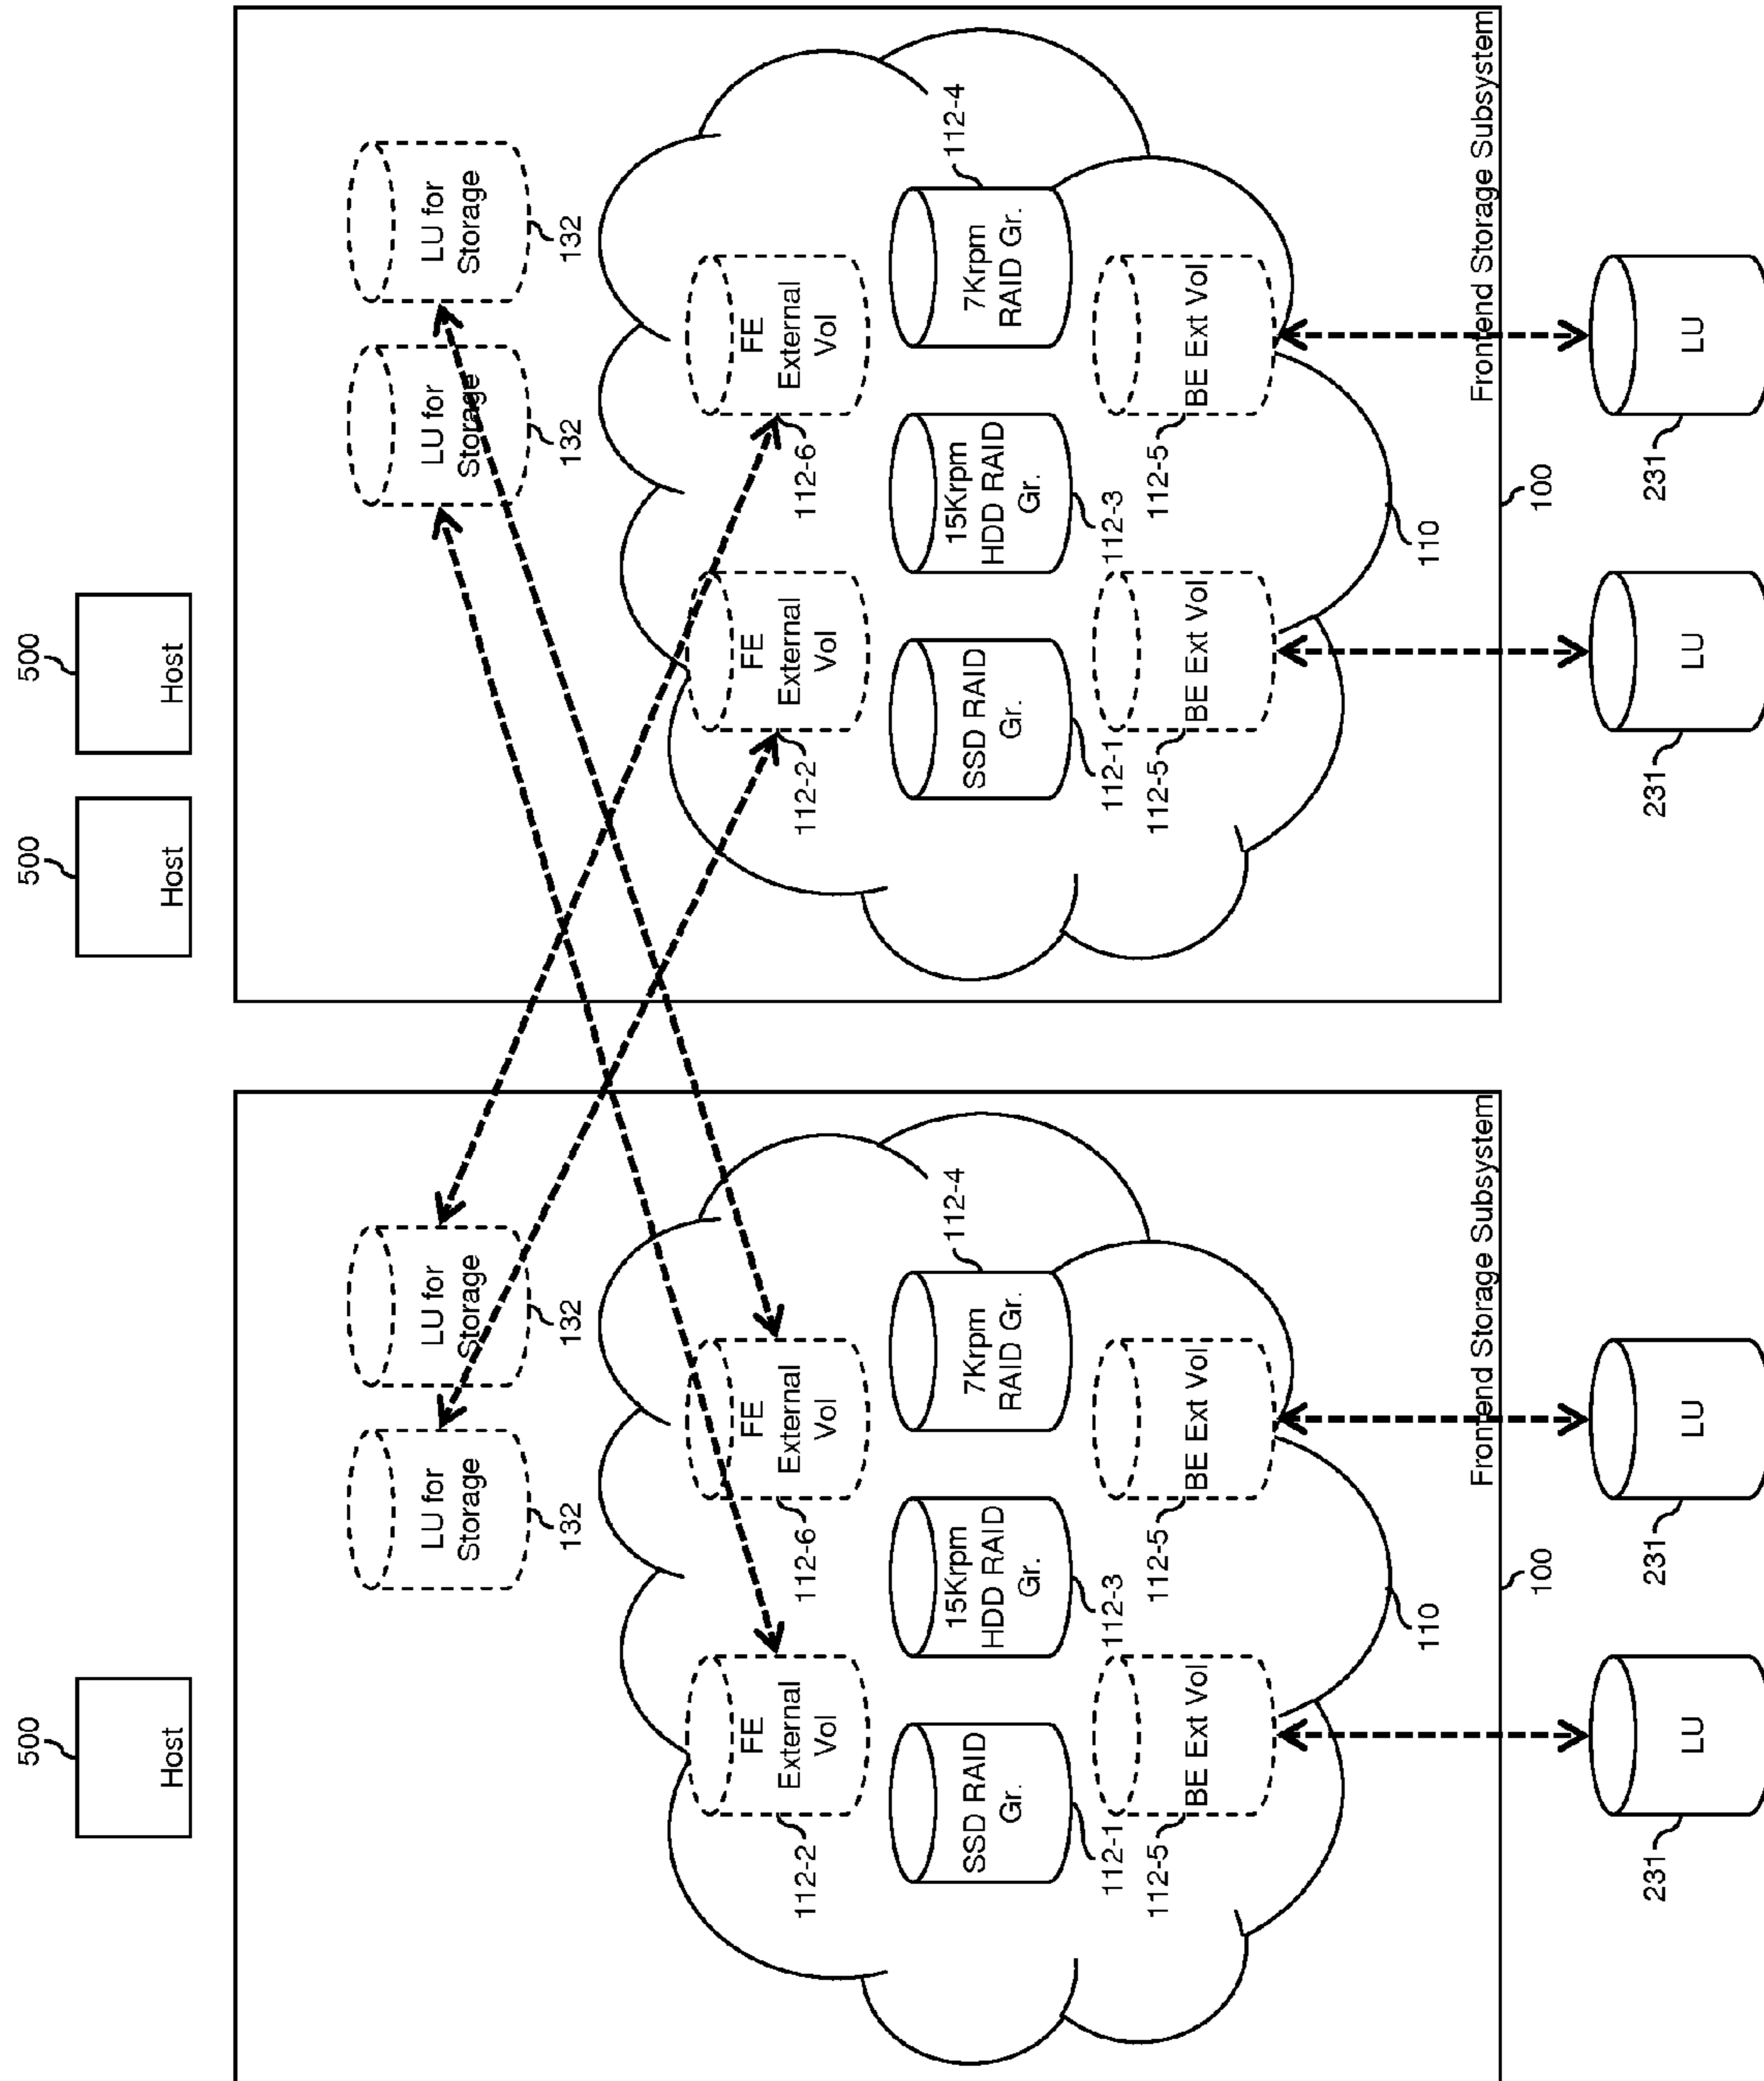 500
Host
500
Host
500
Host
LU for
Storage
132
LU for
Storage
132
FE
External
Vol
112-2
FE
External
Vol
112-6
SSD RAID
Gr.
112-1
15Krpm
HDD RAID
Gr.
112-3
7Krpm
RAID Gr.
112-4
BE Ext Vol
112-5
BE Ext Vol
112-5
110
Frontend Storage Subsystem
100
LU
231
LU
231
LU for
Storage
132
LU for
Storage
132
FE
External
Vol
112-2
FE
External
Vol
112-6
SSD RAID
Gr.
112-1
15Krpm
HDD RAID
Gr.
112-3
7Krpm
RAID Gr.
112-4
BE Ext Vol
112-5
BE Ext Vol
112-5
110
Frontend Storage Subsystem
100
LU
231
LU
231